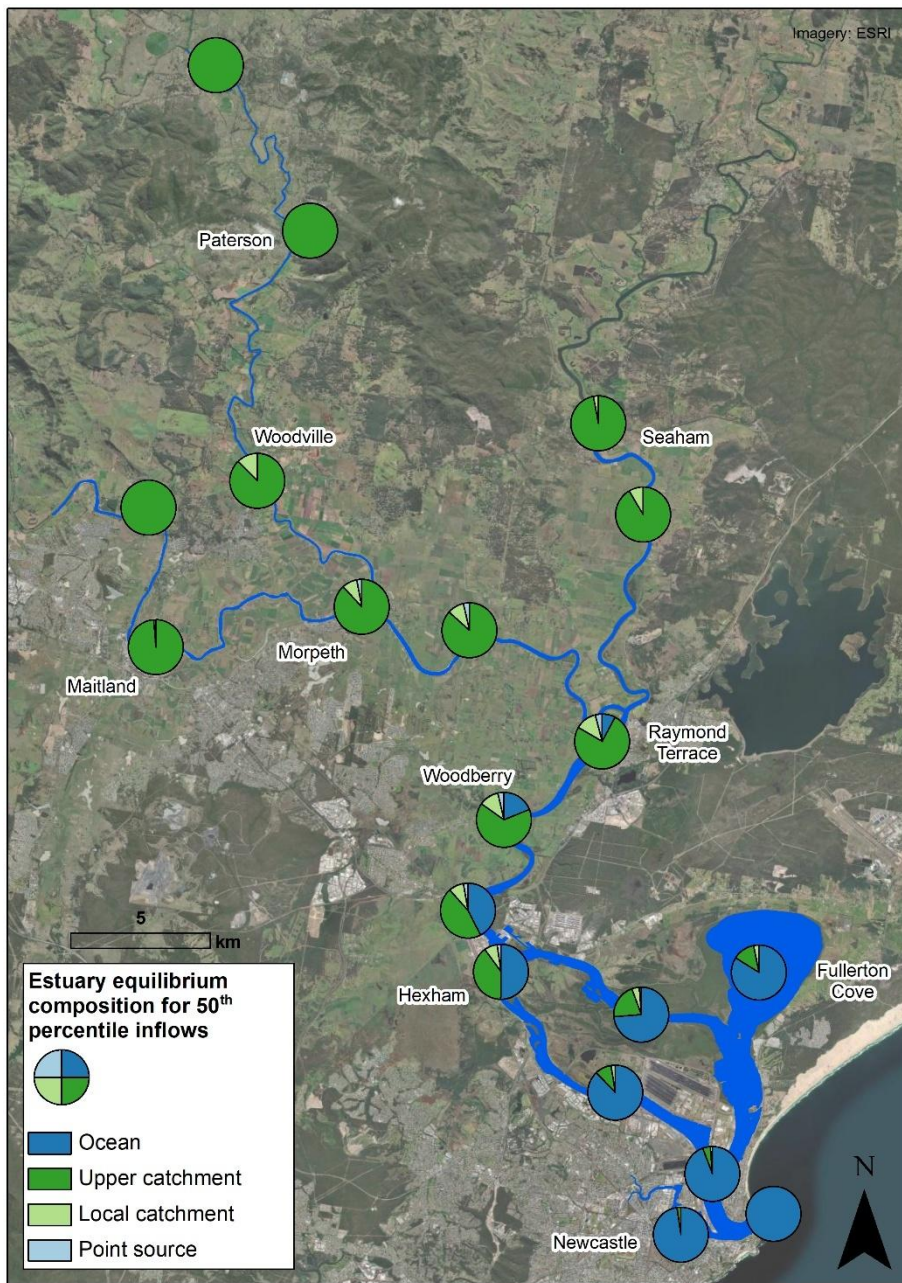 Imagery: ESRI
Paterson
Woodville
Seaham
Morpeth
Maitland
Raymond
Terrace
Woodberry
5
km
Hexham
Fullerton
Cove
Estuary equilibrium
composition for 50th
percentile inflows
Ocean
Upper catchment
Local catchment
Point source
N
Newcastle